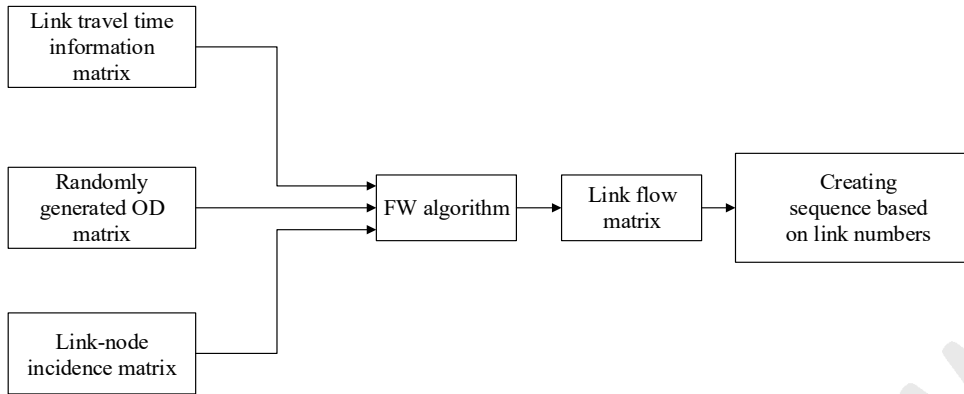 Link travel time
information
matrix
Randomly
generated OD
matrix
Link-node
incidence matrix
FW algorithm
Link flow
matrix
Creating
sequence based
on link numbers